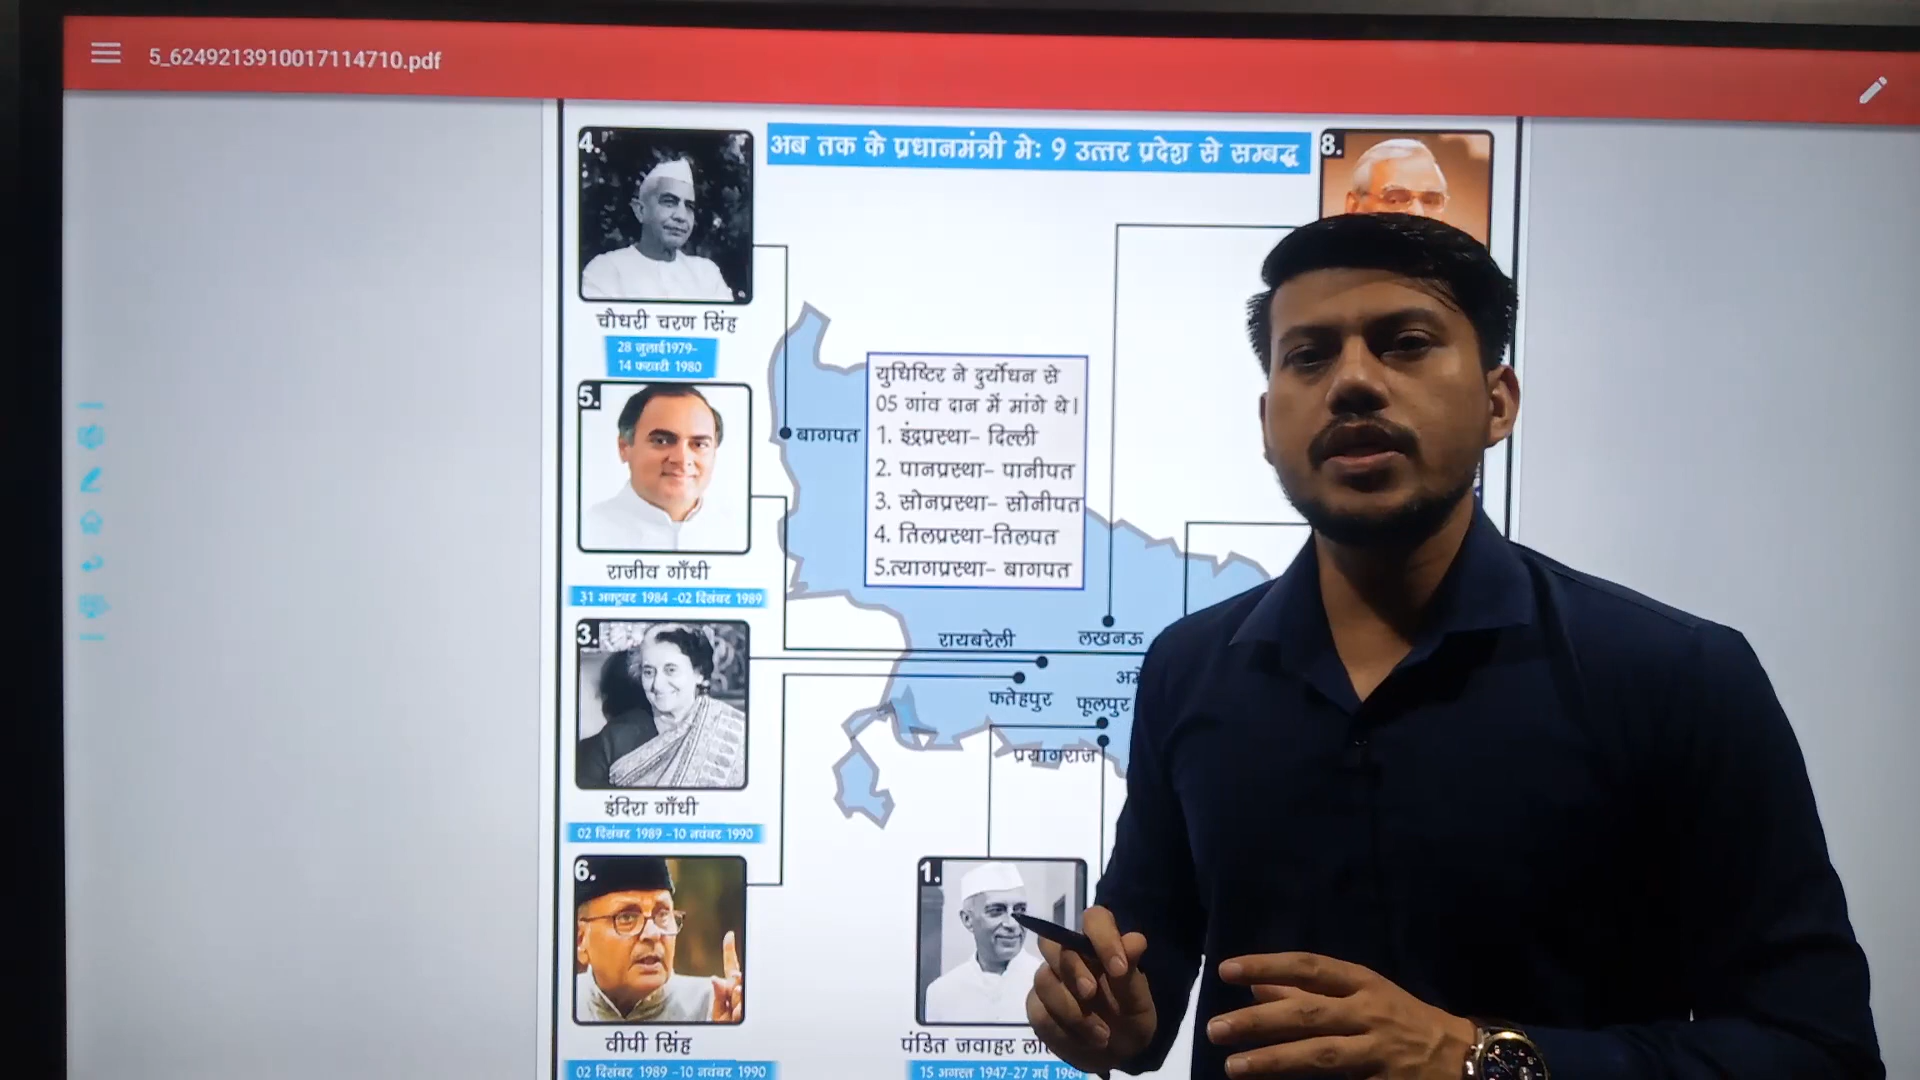 5_6249213910017114710.pdf
अब तक के प्रधानमंत्री मेः 9 उत्तर प्रदेश से सम्बद्ध
4.
चौधरी चरण सिंह
28 जुलाई1979-
14 फरवरी 1980
5.
राजीव गाँधी
31 अक्टूबर 1984 -02 दिसंबर 1989
3.
इंदिरा गाँधी
02 दिसंबर 1989 -10 नवंबर 1990
6.
वीपी सिंह
02 दिसंबर 1989 -10 नवंबर 1990
8.
बागपत
युधिष्टिर ने दुर्योधन से
05 गांव दान में मांगे थे।
1. इंद्रप्रस्था- दिल्ली
2. पानप्रस्था- पानीपत
3. सोनप्रस्था- सोनीपत
4. तिलप्रस्था-तिलपत
5.त्यागप्रस्था- बागपत
रायबरेली
लखनऊ
फतेहपुर
फूलपुर
प्रयागराज
1.
पंडित जवाहर
15 अगस्त 1947-27 मई 1964